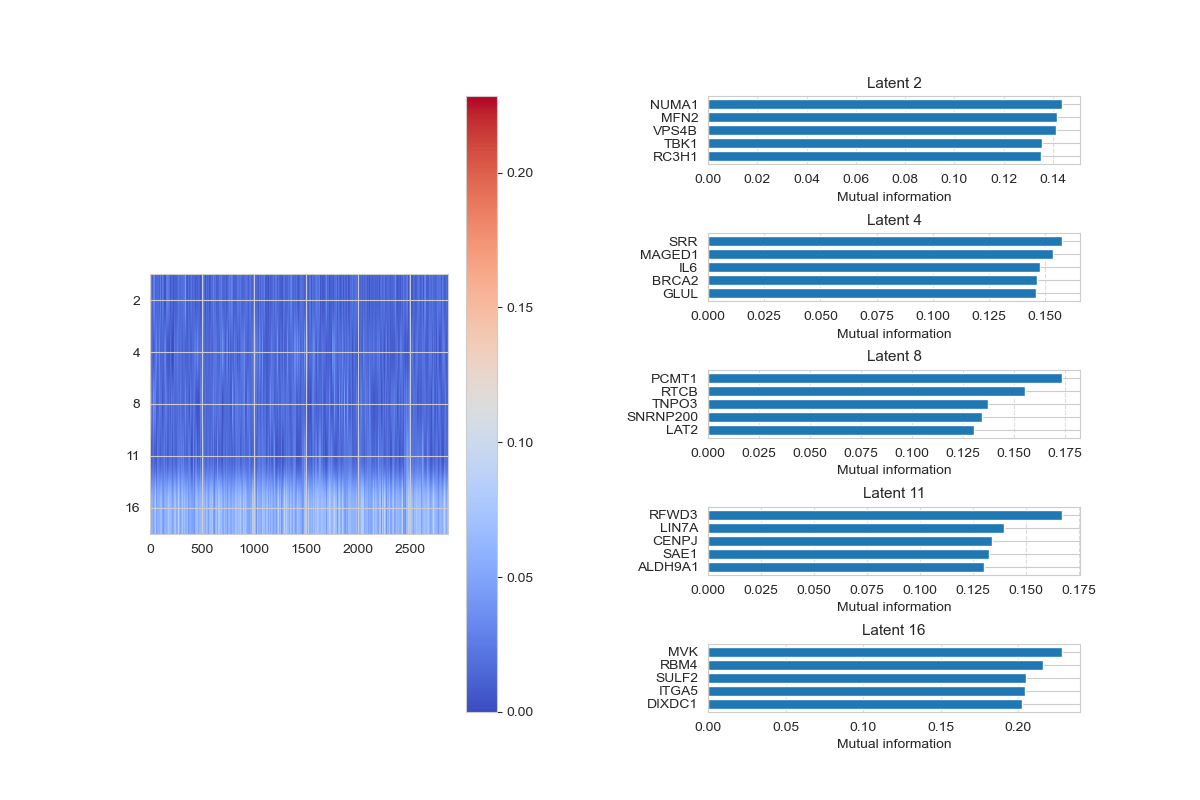 2
4
8
11
16
0 500 1000 1500 2000 2500
0.20
0.15
0.10
0.05
0.00
Latent 2
NUMA1
MFN2
VPS4B
TBK1
RC3H1
0.00 0.02 0.04 0.06 0.08 0.10 0.12 0.14
Mutual information
Latent 4
SRR
MAGED1
IL6
BRCA2
GLUL
0.000 0.025 0.050 0.075 0.100 0.125 0.150
Mutual information
Latent 8
PCMT1
RTCB
TNPO3
SNRNP200
LAT2
0.000 0.025 0.050 0.075 0.100 0.125 0.150 0.175
Mutual information
Latent 11
RFWD3
LIN7A
CENPJ
SAE1
ALDH9A1
0.000 0.025 0.050 0.075 0.100 0.125 0.150 0.175
Mutual information
Latent 16
MVK
RBM4
SULF2
ITGA5
DIXDC1
0.00 0.05 0.10 0.15 0.20
Mutual information